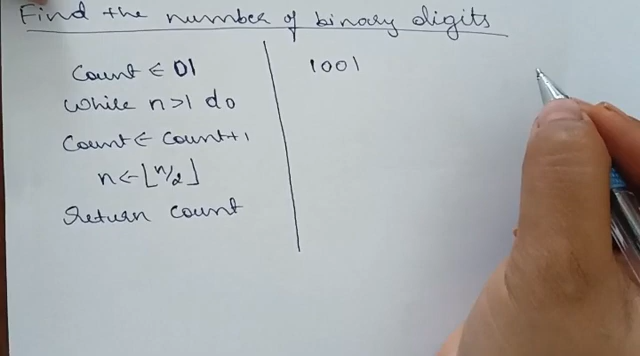 Find the number of binary digits
Count ← 01
While n>1 do
Count ← Count+1
n ← ⌊n/2⌋
Return count
1001